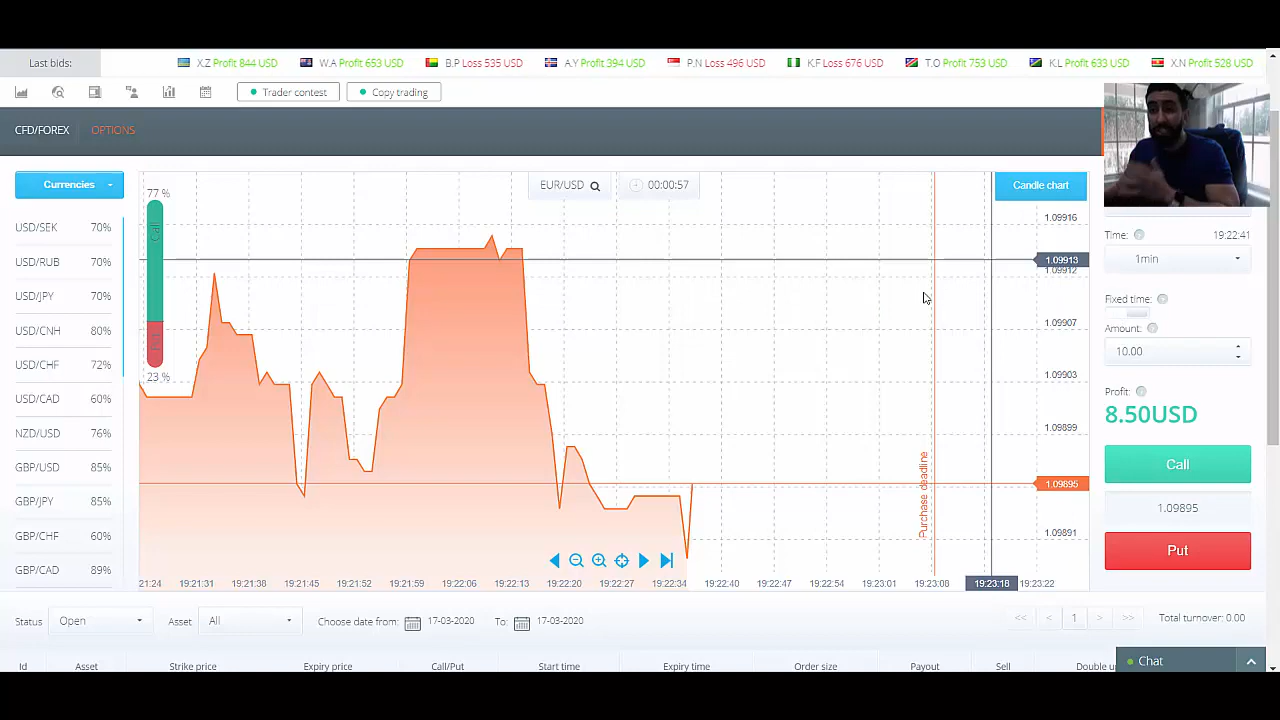 Last bids: X.Z Profit 844 USD W.A Profit 653 USD B.P Loss 535 USD A.Y Profit 394 USD P.N Loss 496 USD K.F Loss 676 USD T.O Profit 753 USD K.L Profit 633 USD X.N Profit 528 USD
Trader contest Copy trading
CFD/FOREX OPTIONS
Currencies
USD/SEK 70%
USD/RUB 70%
USD/JPY 70%
USD/CNH 80%
USD/CHF 72%
USD/CAD 60%
NZD/USD 76%
GBP/USD 85%
GBP/JPY 85%
GBP/CHF 60%
GBP/CAD 89%
77 %
Call
23 %
EUR/USD 00:00:57
Candle chart
1.09916
1.09913
1.09912
1.09907
1.09903
1.09899
1.09895
1.09891
Purchase deadline
21:24 19:21:31 19:21:38 19:21:45 19:21:52 19:21:59 19:22:06 19:22:13 19:22:20 19:22:27 19:22:34 19:22:40 19:22:47 19:22:54 19:23:01 19:23:08 19:23:18 19:23:22
Time: 19:22:41
1min
Fixed time:
Amount:
10.00
Profit:
8.50USD
Call
1.09895
Put
Status Open Asset All Choose date from: 17-03-2020 To: 17-03-2020 << < 1 > >> Total turnover: 0.00
Id Asset Strike price Expiry price Call/Put Start time Expiry time Order size Payout Sell Double u
Chat